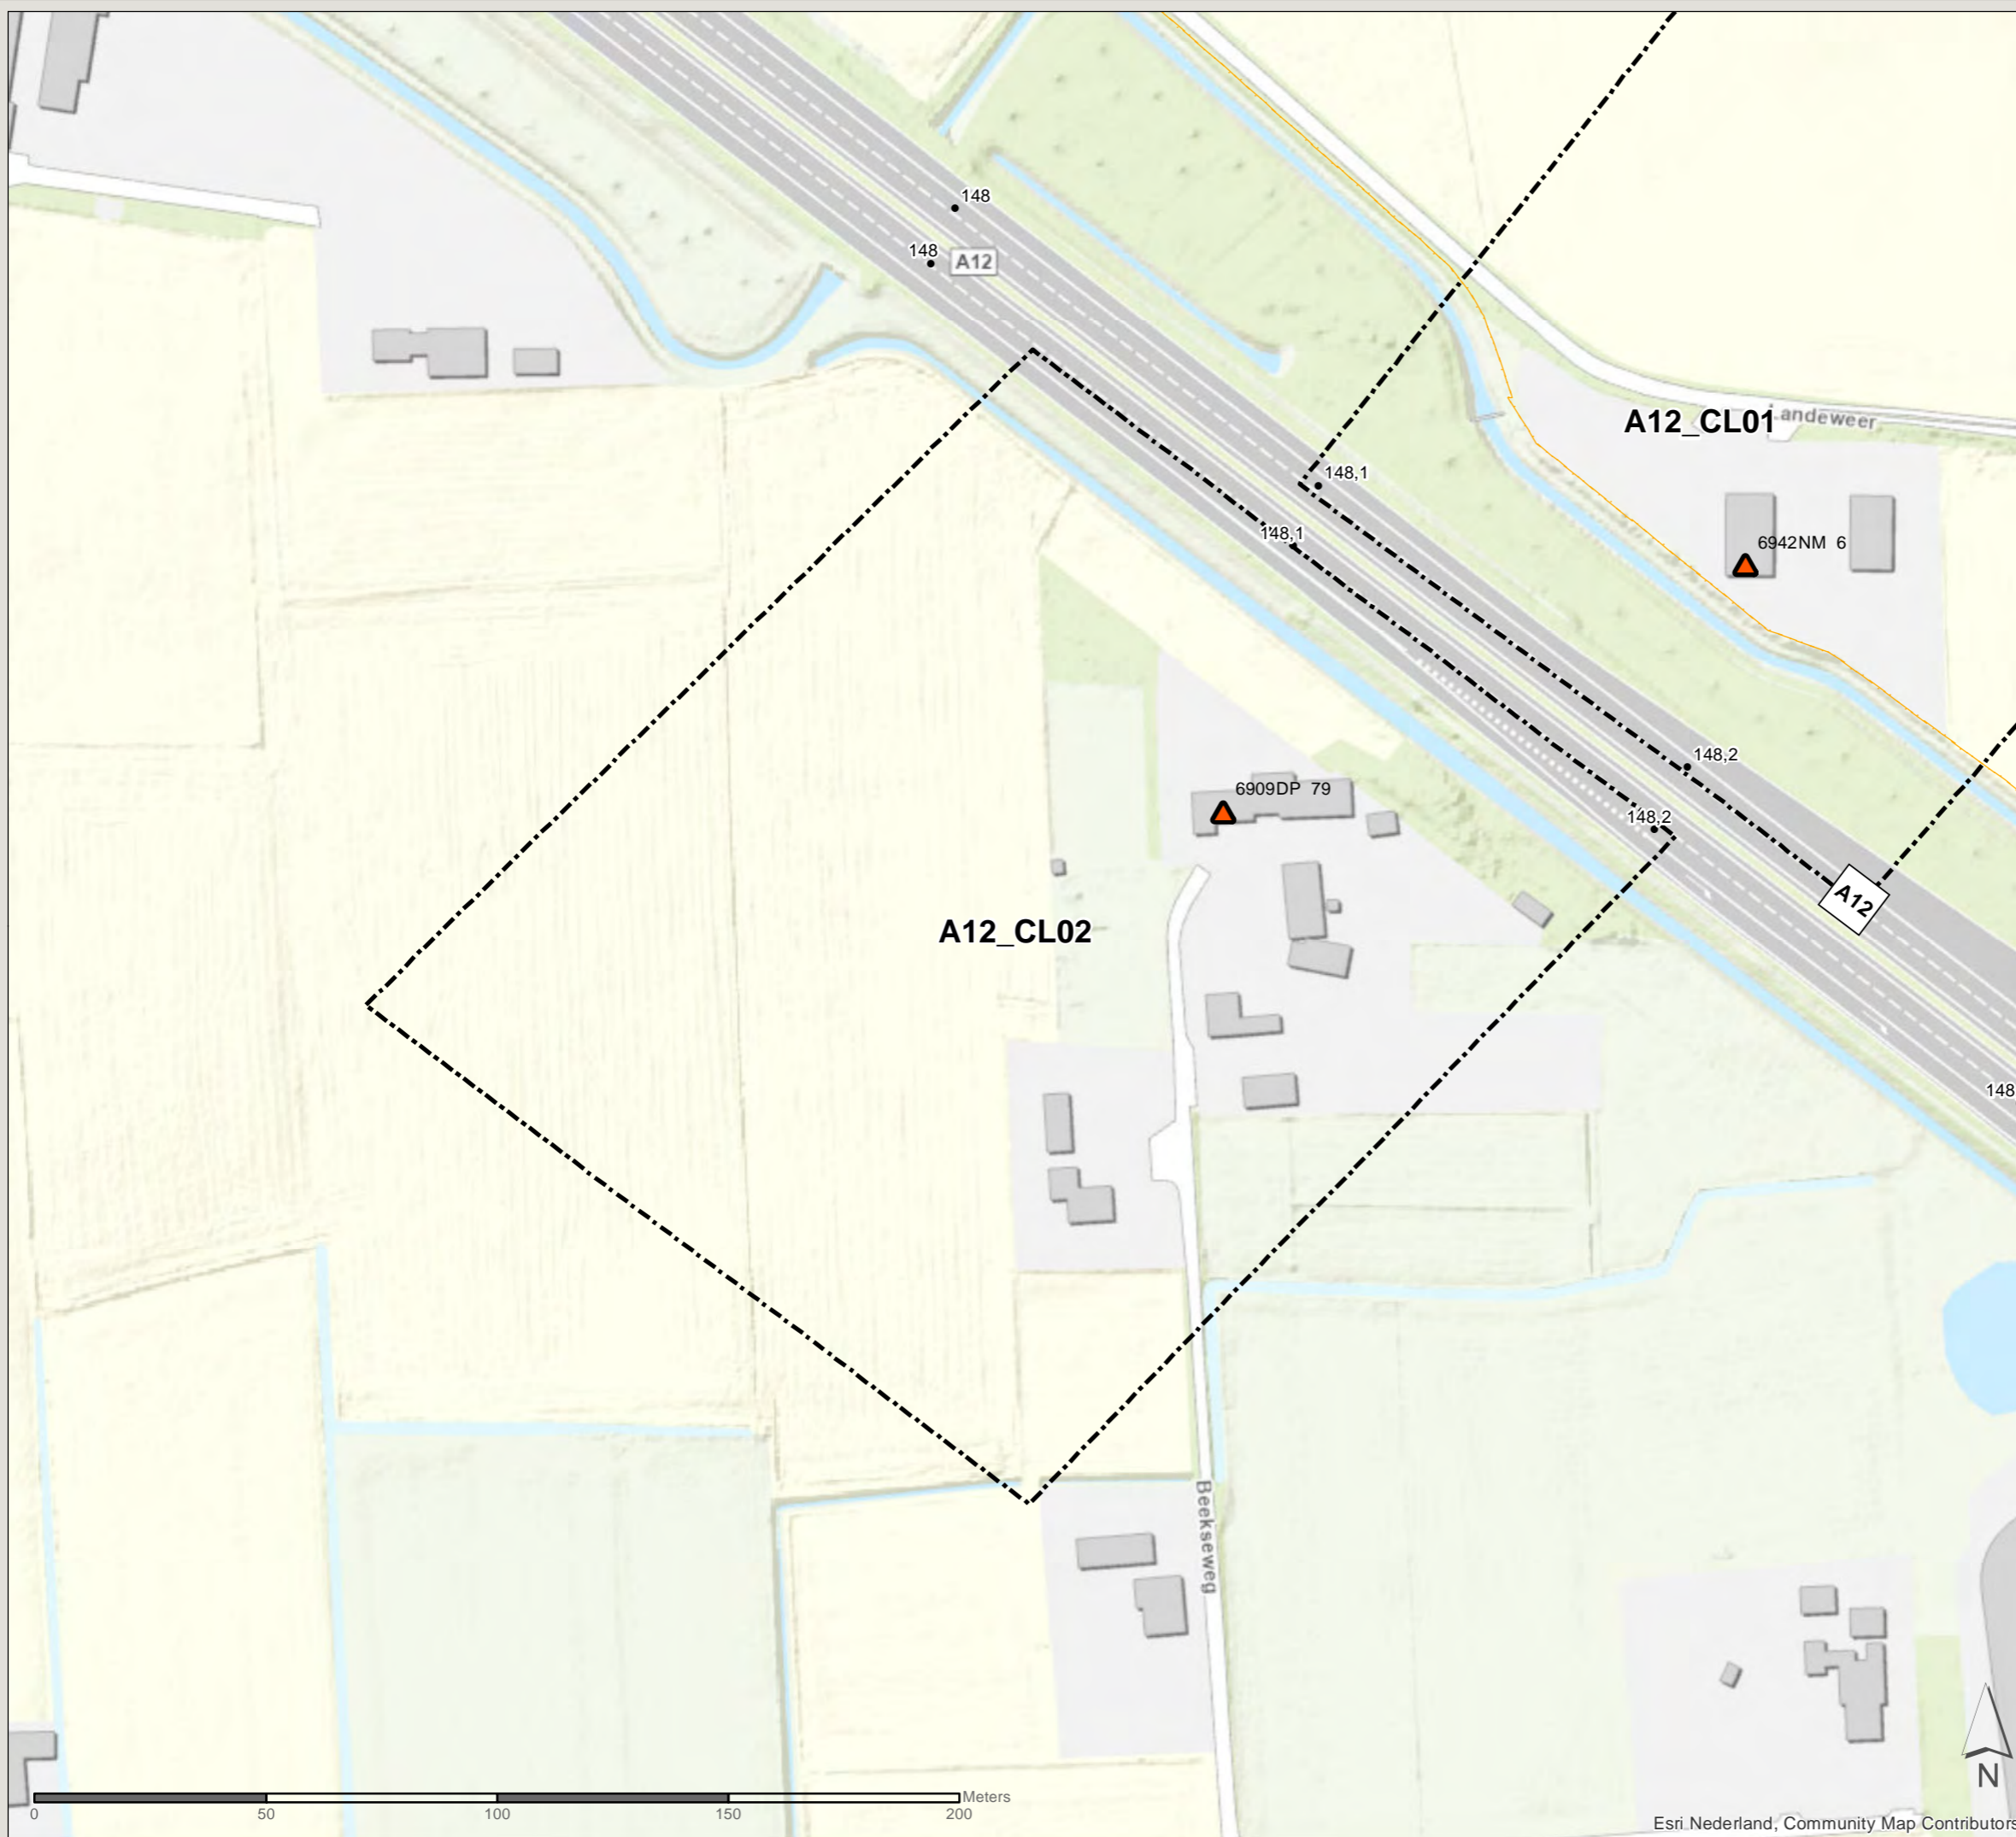 148
148
A12
A12_CL01
Landeweer
148,1
148,1
6942NM 6
148,2
6909DP 79
148,2
A12
A12_CL02
148
Beekseweg
N
Meters
0 50 100 150 200
Esri Nederland, Community Map Contributors